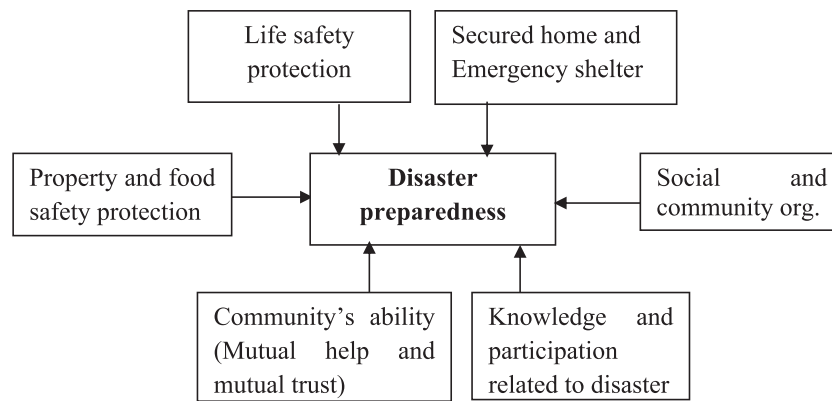 Life safety
protection
Secured home and
Emergency shelter
Property and food
safety protection
Disaster
preparedness
Social and
community org.
Community's ability
(Mutual help and
mutual trust)
Knowledge and
participation
related to disaster